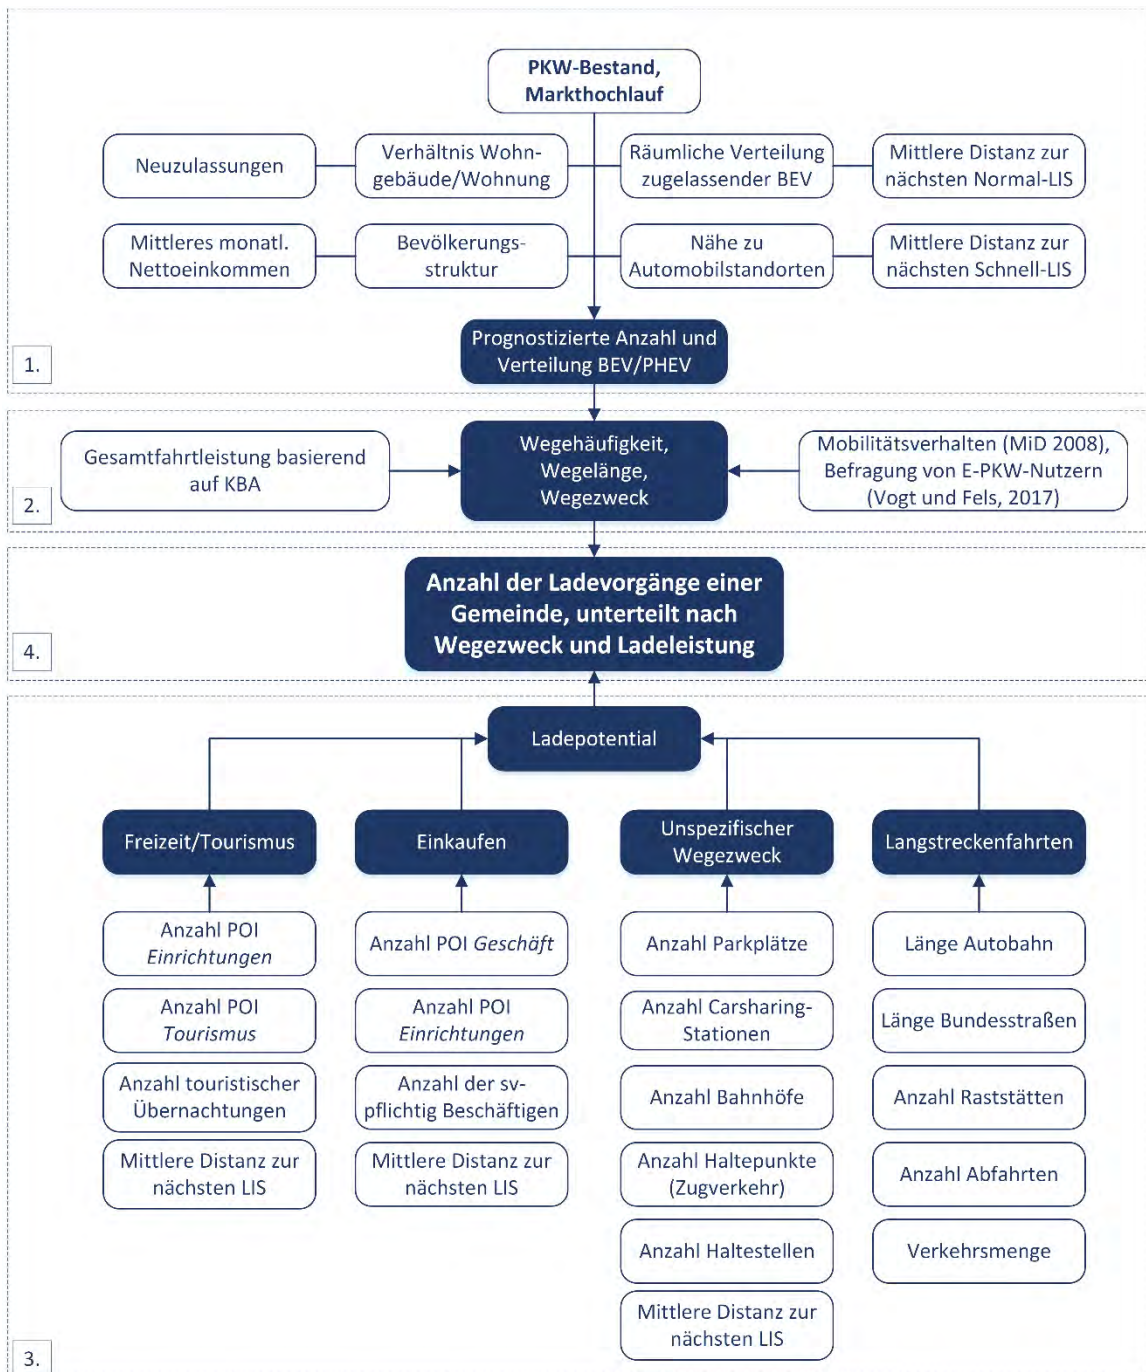 PKW-Bestand,
Markthochlauf
Neuzulassungen
Verhältnis Wohn-
gebäude/Wohnung
Räumliche Verteilung
zugelassender BEV
Mittlere Distanz zur
nächsten Normal-LIS
Mittleres monatl.
Nettoeinkommen
Bevölkerungs-
struktur
Nähe zu
Automobilstandorten
Mittlere Distanz zur
nächsten Schnell-LIS
Prognostizierte Anzahl und
Verteilung BEV/PHEV
1.
Gesamtfahrtleistung basierend
auf KBA
Wegehäufigkeit,
Wegelänge,
Wegezweck
Mobilitätsverhalten (MiD 2008),
Befragung von E-PKW-Nutzern
(Vogt und Fels, 2017)
2.
Anzahl der Ladevorgänge einer
Gemeinde, unterteilt nach
Wegezweck und Ladeleistung
4.
Ladepotential
Freizeit/Tourismus
Einkaufen
Unspezifischer
Wegezweck
Langstreckenfahrten
Anzahl POI
Einrichtungen
Anzahl POI Geschäft
Anzahl Parkplätze
Länge Autobahn
Anzahl POI
Tourismus
Anzahl POI
Einrichtungen
Anzahl Carsharing-
Stationen
Länge Bundesstraßen
Anzahl touristischer
Übernachtungen
Anzahl der sv-
pflichtig Beschäftigen
Anzahl Bahnhöfe
Anzahl Raststätten
Mittlere Distanz zur
nächsten LIS
Mittlere Distanz zur
nächsten LIS
Anzahl Haltepunkte
(Zugverkehr)
Anzahl Abfahrten
Anzahl Haltestellen
Verkehrsmenge
Mittlere Distanz zur
nächsten LIS
3.